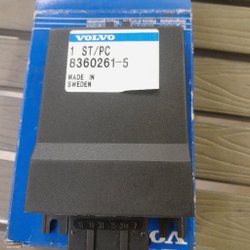 VOLVO
1 ST/PC
8360261-5
MADE IN
SWEDEN